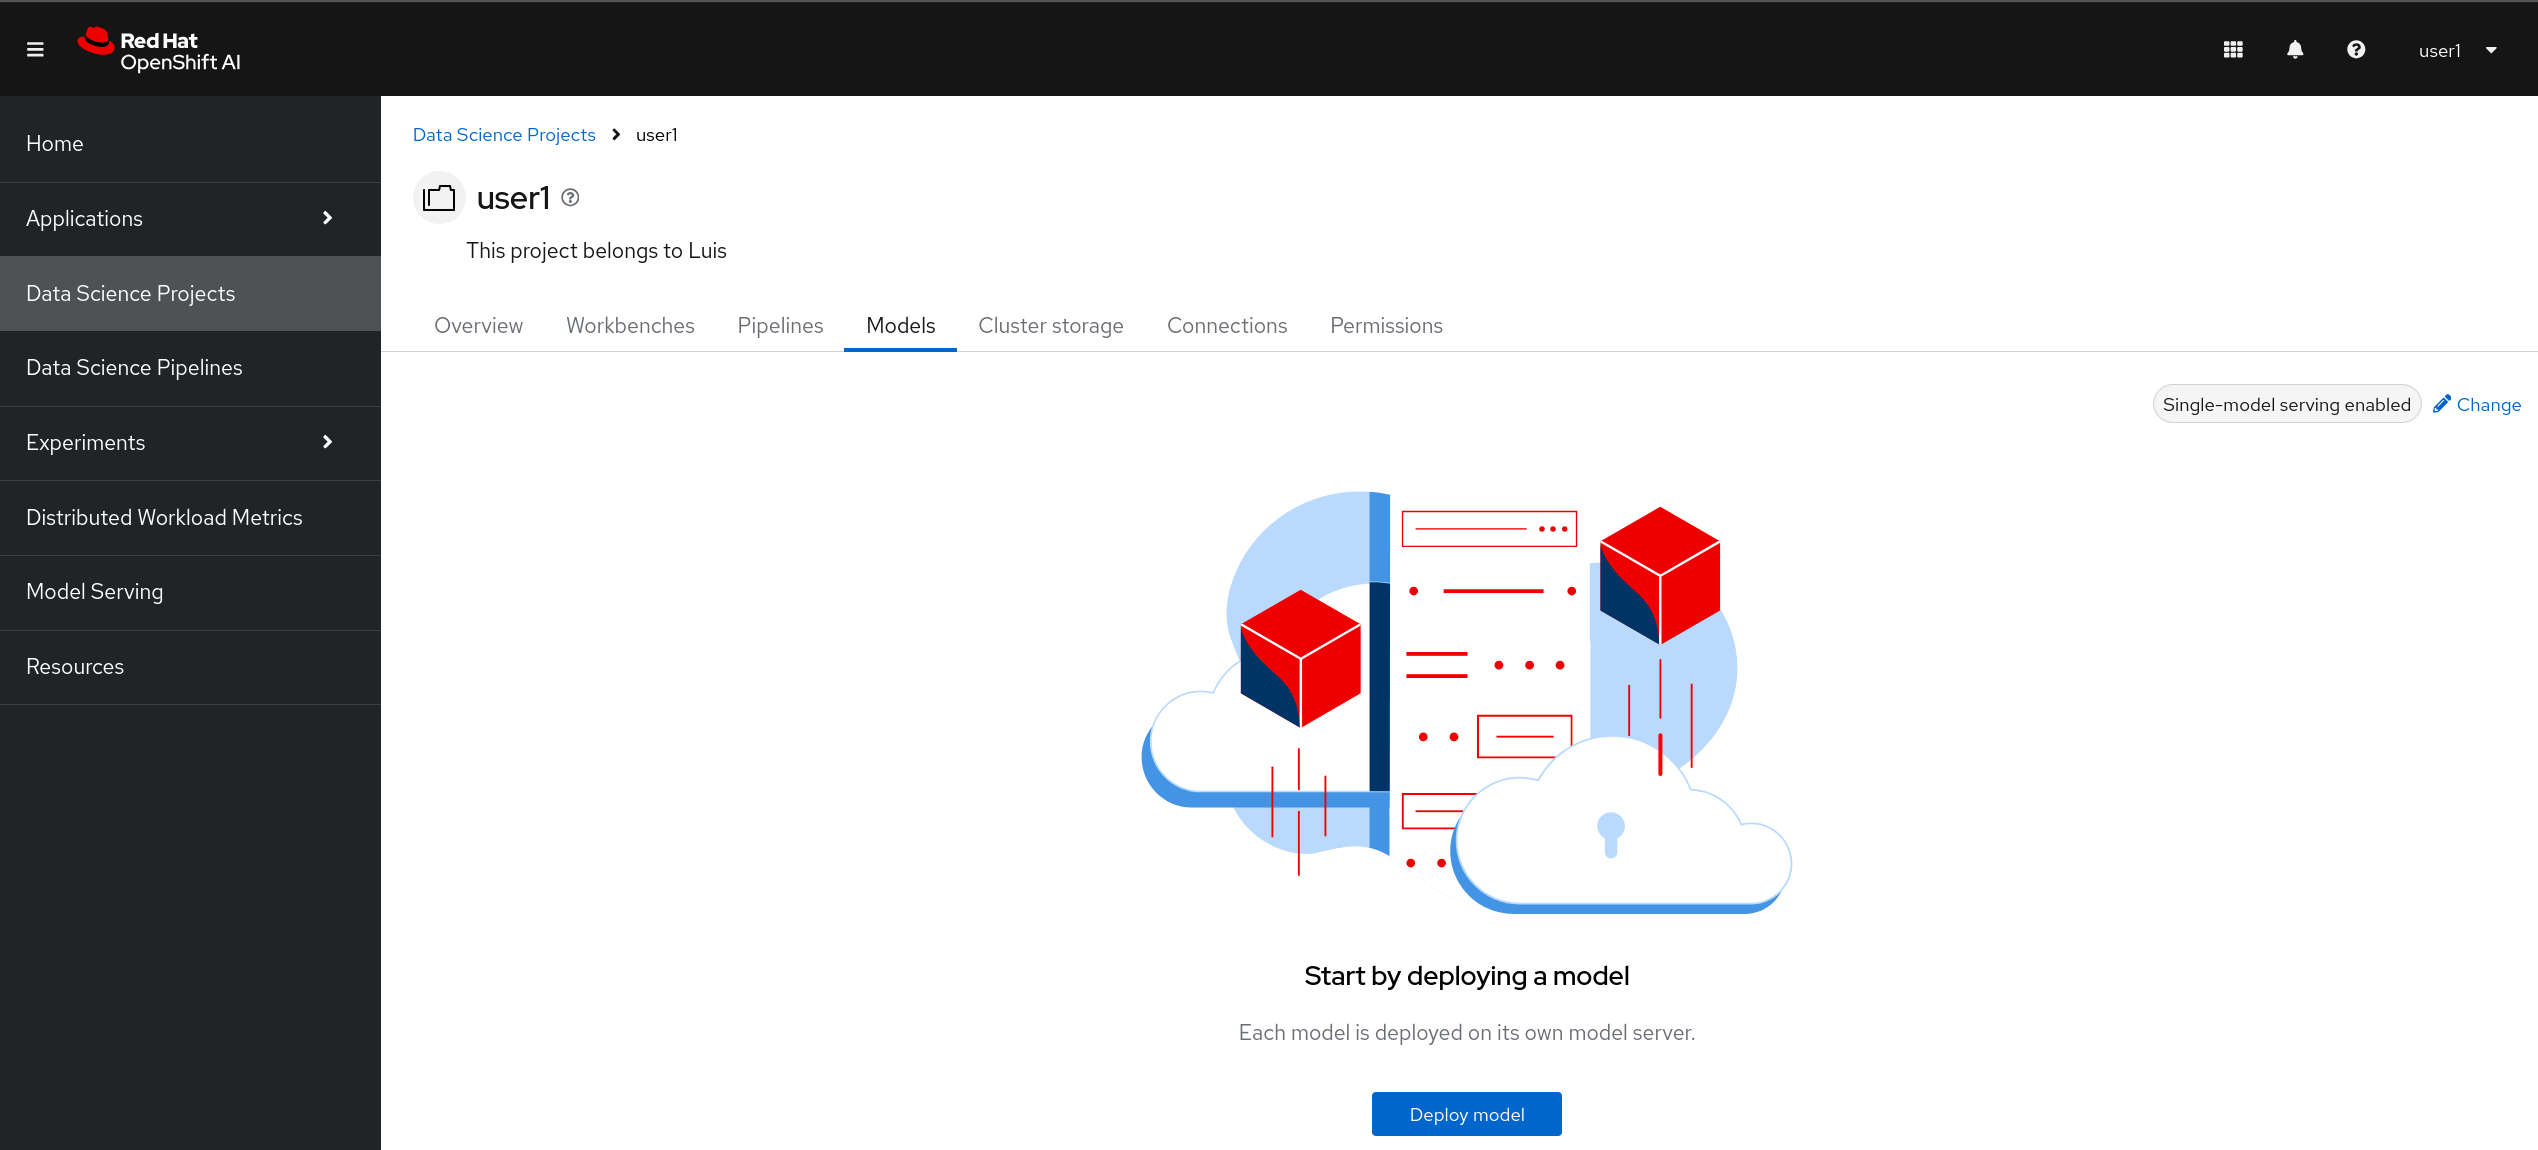 Red Hat
OpenShift AI
user1
Home
Applications
Data Science Projects
Data Science Pipelines
Experiments
Distributed Workload Metrics
Model Serving
Resources
Data Science Projects > user1
user1
This project belongs to Luis
Overview Workbenches Pipelines Models Cluster storage Connections Permissions
Single-model serving enabled Change
Start by deploying a model
Each model is deployed on its own model server.
Deploy model